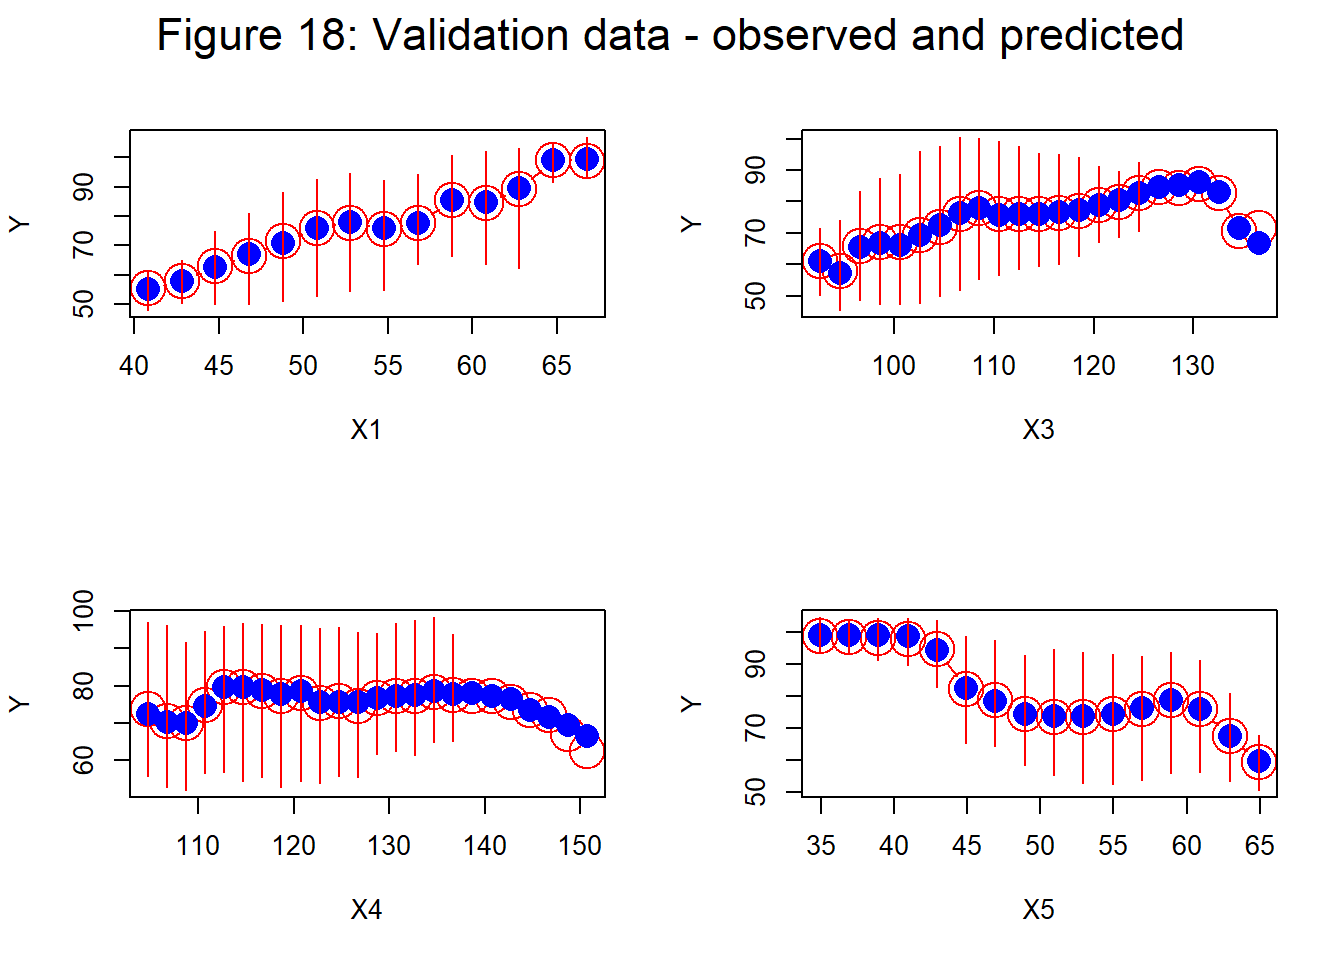 Figure 18: Validation data - observed and predicted
Y
50 70 90
40 45 50 55 60 65
X1
Y
50 70 90
100 110 120 130
X3
Y
60 80 100
110 120 130 140 150
X4
Y
50 70 90
35 40 45 50 55 60 65
X5